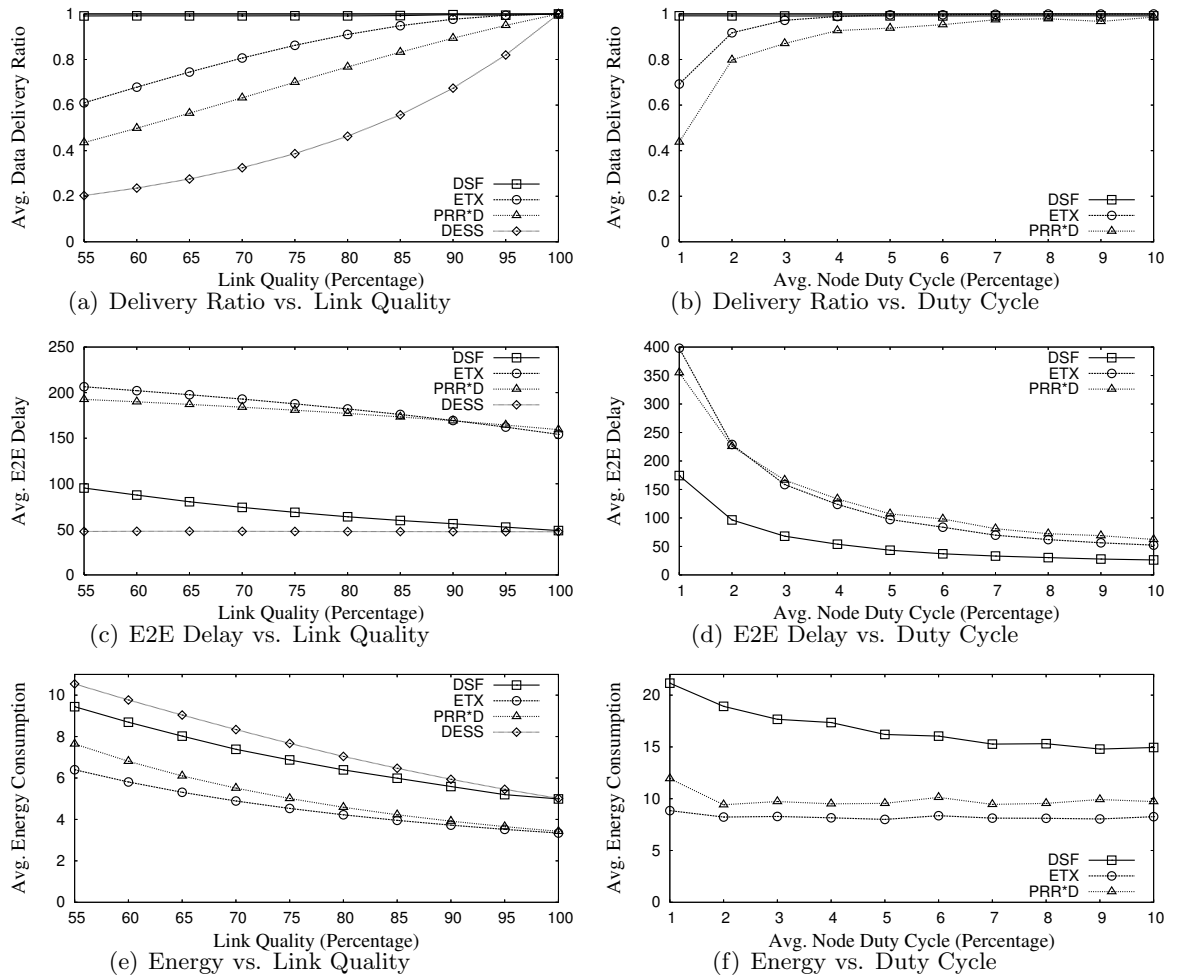 1
0.8
0.6
0.4
0.2
0
Avg. Data Delivery Ratio
DSF
ETX
PRR*D
DESS
55 60 65 70 75 80 85 90 95 100
Link Quality (Percentage)
(a) Delivery Ratio vs. Link Quality
1
0.8
0.6
0.4
0.2
0
Avg. Data Delivery Ratio
DSF
ETX
PRR*D
1 2 3 4 5 6 7 8 9 10
Avg. Node Duty Cycle (Percentage)
(b) Delivery Ratio vs. Duty Cycle
250
200
150
100
50
0
Avg. E2E Delay
DSF
ETX
PRR*D
DESS
55 60 65 70 75 80 85 90 95 100
Link Quality (Percentage)
(c) E2E Delay vs. Link Quality
400
350
300
250
200
150
100
50
0
Avg. E2E Delay
DSF
ETX
PRR*D
1 2 3 4 5 6 7 8 9 10
Avg. Node Duty Cycle (Percentage)
(d) E2E Delay vs. Duty Cycle
10
8
6
4
2
0
Avg. Energy Consumption
DSF
ETX
PRR*D
DESS
55 60 65 70 75 80 85 90 95 100
Link Quality (Percentage)
(e) Energy vs. Link Quality
20
15
10
5
0
Avg. Energy Consumption
DSF
ETX
PRR*D
1 2 3 4 5 6 7 8 9 10
Avg. Node Duty Cycle (Percentage)
(f) Energy vs. Duty Cycle